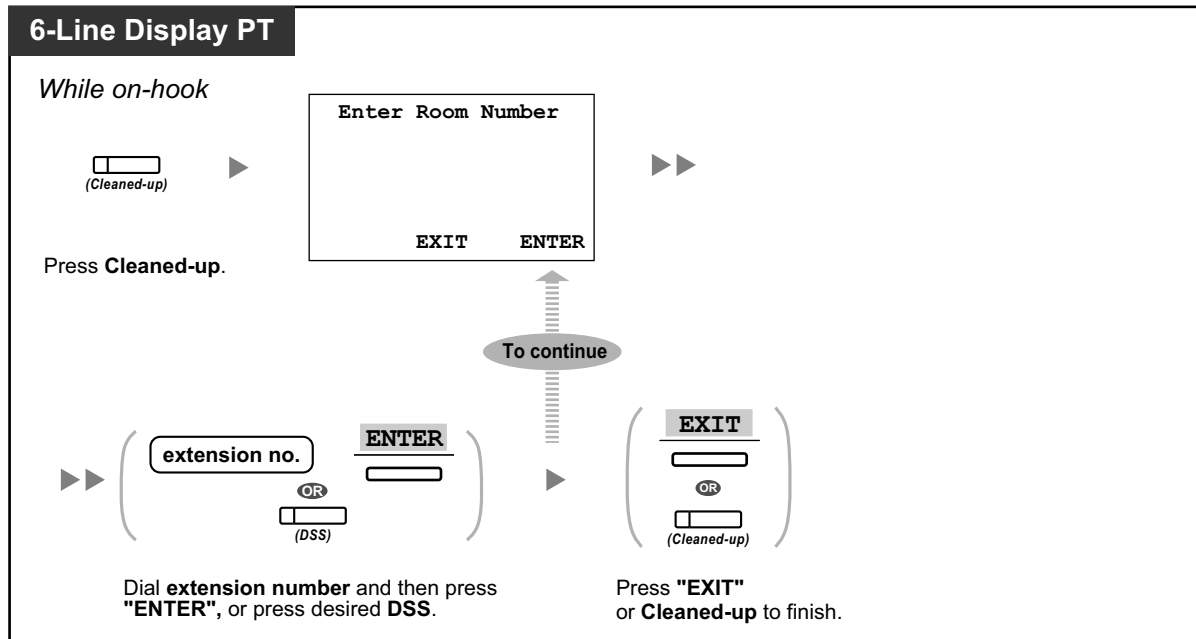 6-Line Display PT
While on-hook
(Cleaned-up)
Press Cleaned-up.
Enter Room Number
EXIT ENTER
To continue
extension no.
OR
(DSS)
ENTER
Dial extension number and then press
"ENTER", or press desired DSS.
EXIT
OR
(Cleaned-up)
Press "EXIT"
or Cleaned-up to finish.